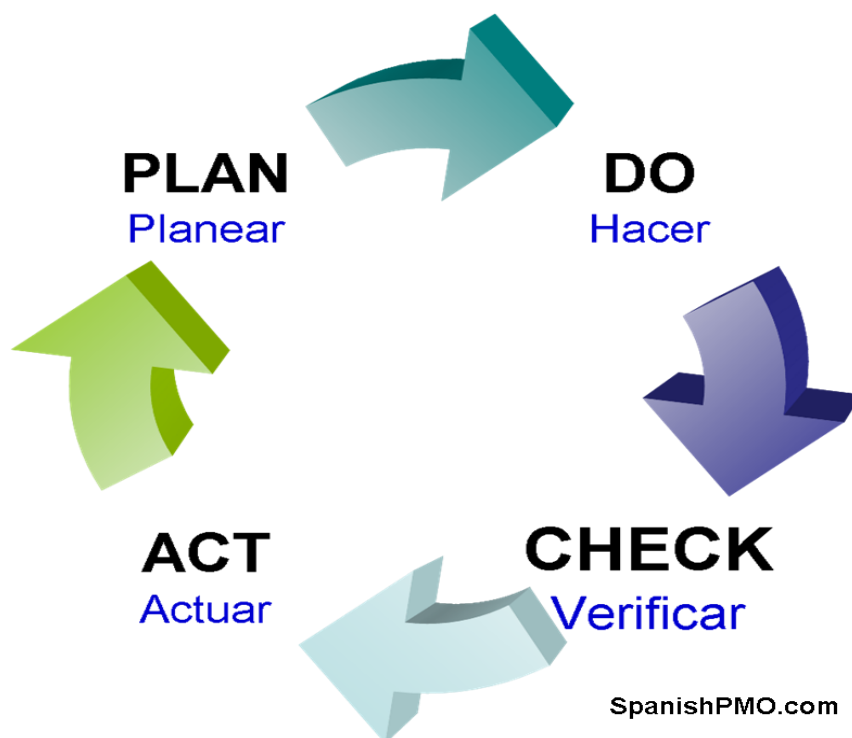 PLAN
Planear
DO
Hacer
CHECK
Verificar
ACT
Actuar
SpanishPMO.com